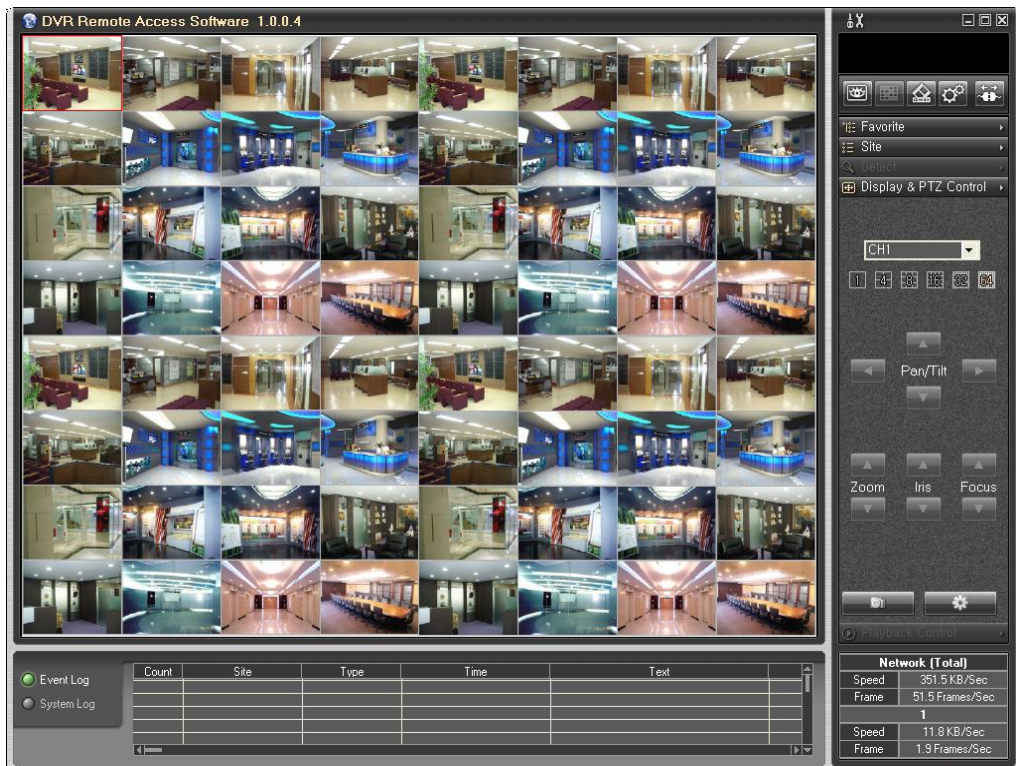 DVR Remote Access Software 1.0.0.4
Favorite
Site
Detect
Display & PTZ Control
CH1
1 4 8 16 32 64
Pan/Tilt
Zoom Iris Focus
Playback Control
Event Log
System Log
Count Site Type Time Text
Network (Total)
Speed 351.5 KB/Sec
Frame 51.5 Frames/Sec
1
Speed 11.8 KB/Sec
Frame 1.9 Frames/Sec